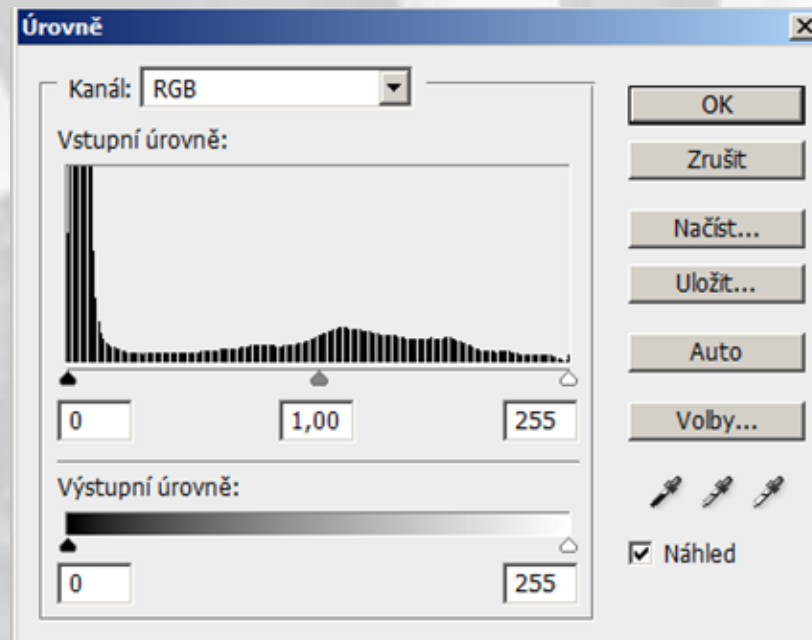 Úrovně
Kanál: RGB
Vstupní úrovně:
0 1,00 255
Výstupní úrovně:
0 255
OK
Zrušit
Načíst...
Uložit...
Auto
Volby...
Náhled